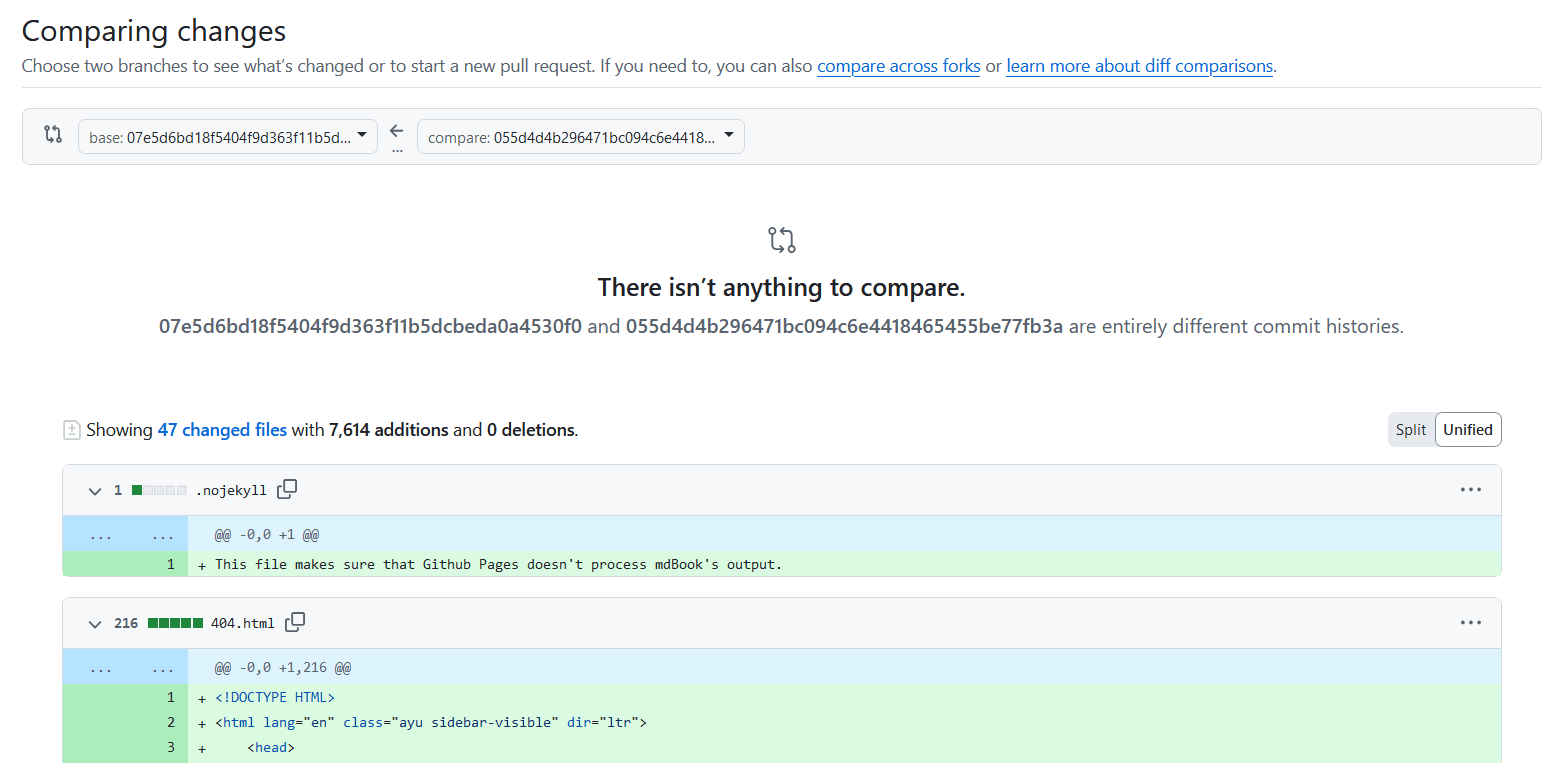 Comparing changes
Choose two branches to see what's changed or to start a new pull request. If you need to, you can also compare across forks or learn more about diff comparisons.
base: 07e5d6bd18f5404f9d363f11b5d... ... compare: 055d4d4b296471bc094c6e4418...
There isn't anything to compare.
07e5d6bd18f5404f9d363f11b5dcbeda0a4530f0 and 055d4d4b296471bc094c6e4418465455be77fb3a are entirely different commit histories.
Showing 47 changed files with 7,614 additions and 0 deletions. Split Unified
1 .nojekyll
... ... @@ -0,0 +1 @@
1 + This file makes sure that Github Pages doesn't process mdBook's output.
216 404.html
... ... @@ -0,0 +1,216 @@
1 + <!DOCTYPE HTML>
2 + <html lang="en" class="ayu sidebar-visible" dir="ltr">
3 + <head>